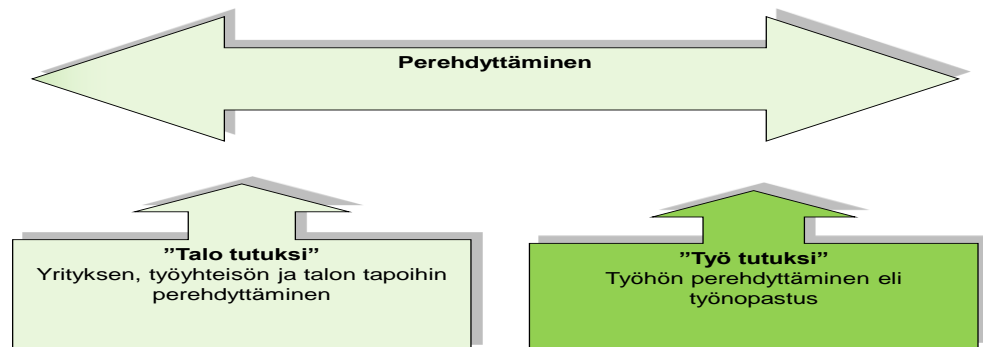 Perehdyttäminen
”Talo tutuksi”
Yrityksen, työyhteisön ja talon tapoihin
perehdyttäminen
”Työ tutuksi”
Työhön perehdyttäminen eli
työnopastus